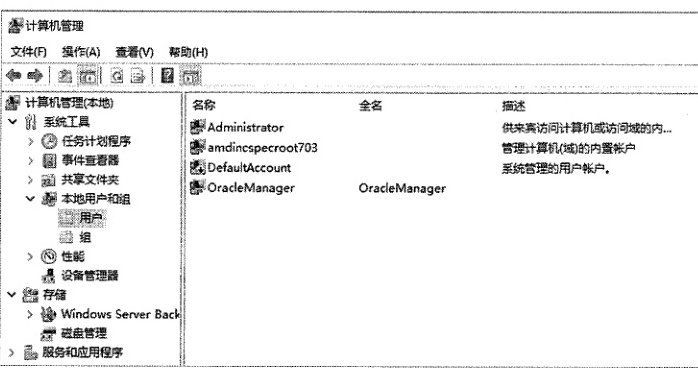 计算机管理
文件(F) 操作(A) 查看(V) 帮助(H)
计算机管理(本地)
系统工具
任务计划程序
事件查看器
共享文件夹
本地用户和组
用户
组
性能
设备管理器
存储
Windows Server Back
磁盘管理
服务和应用程序
名称 全名 描述
Administrator 供来宾访问计算机或访问域的内...
amdincspecroot703 管理计算机(域)的内置帐户
DefaultAccount 系统管理的用户帐户。
OracleManager OracleManager